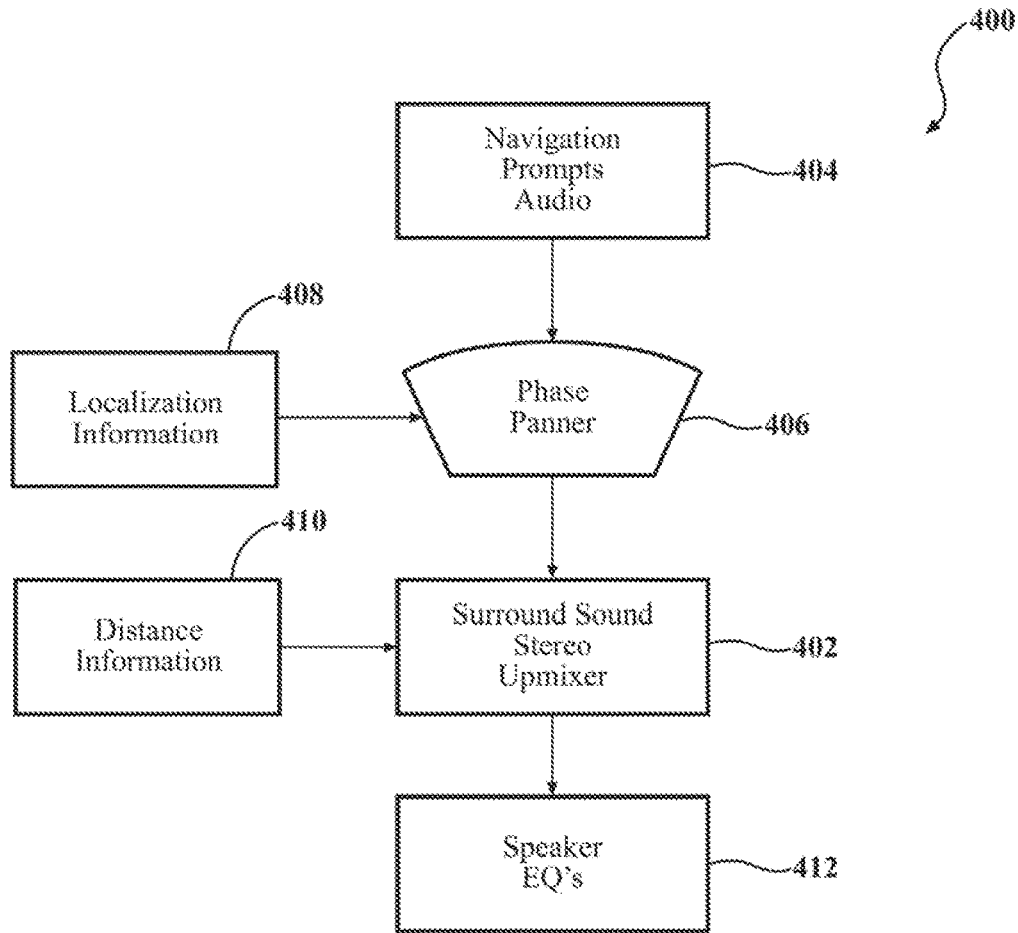 400
Navigation
Prompts
Audio
404
408
Localization
Information
Phase
Panner
406
410
Distance
Information
Surround Sound
Stereo
Upmixer
402
Speaker
EQ's
412